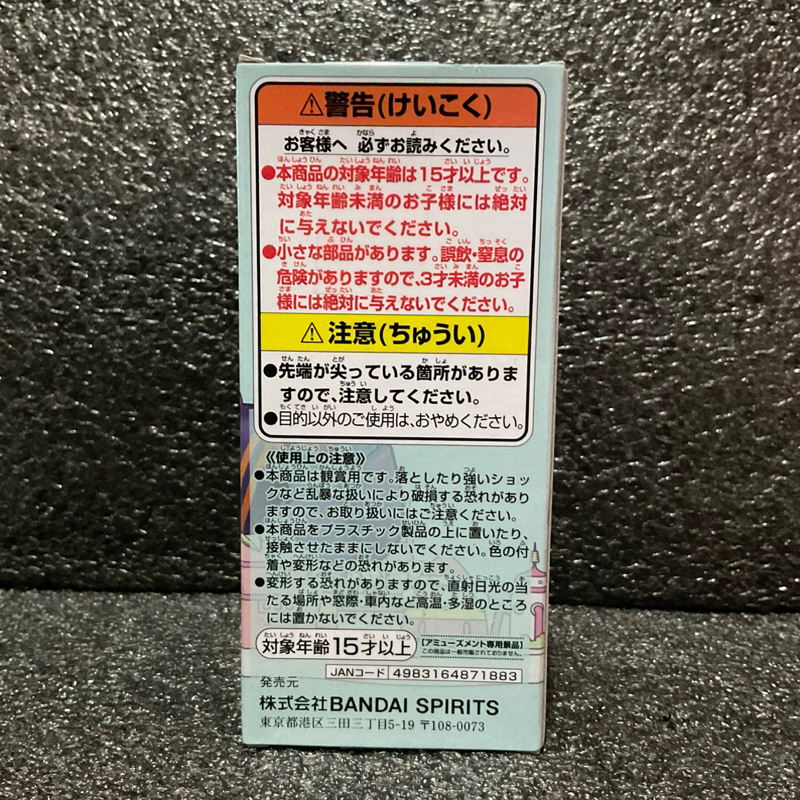 ⚠警告(けいこく)
お客様へ 必ずお読みください。
●本商品の対象年齢は15才以上です。
対象年齢未満のお子様には絶対
に与えないでください。
●小さな部品があります。誤飲・窒息の
危険がありますので、3才未満のお子
様には絶対に与えないでください。
⚠注意(ちゅうい)
●先端が尖っている箇所がありま
すので、注意してください。
●目的以外のご使用は、おやめください。
《使用上の注意》
●本商品は観賞用です。落としたり強いショッ
クなど乱暴な扱いにより破損する恐れがあり
ますので、お取り扱いにはご注意ください。
●本商品をプラスチック製品の上に置いたり、
接触させたままにしないでください。色の付
着や変形などの恐れがあります。
●変形する恐れがありますので、直射日光の当
たる場所や窓際・車内など高温・多湿のところ
には置かないでください。
対象年齢15才以上
[アミューズメント専用景品]
この商品は一般市販されておりません。
JANコード 4983164871883
発売元
株式会社BANDAI SPIRITS
東京都港区三田三丁目5-19 〒108-0073